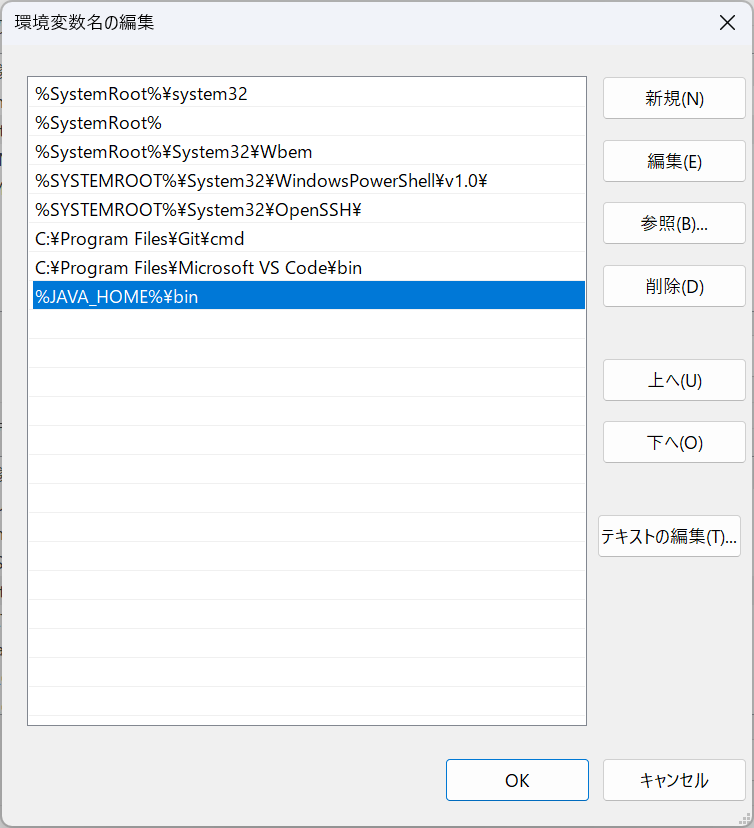 環境変数名の編集
%SystemRoot%¥system32
%SystemRoot%
%SystemRoot%¥System32¥Wbem
%SYSTEMROOT%¥System32¥WindowsPowerShell¥v1.0¥
%SYSTEMROOT%¥System32¥OpenSSH¥
C:¥Program Files¥Git¥cmd
C:¥Program Files¥Microsoft VS Code¥bin
%JAVA_HOME%¥bin
新規(N)
編集(E)
参照(B)...
削除(D)
上へ(U)
下へ(O)
テキストの編集(T)...
OK
キャンセル